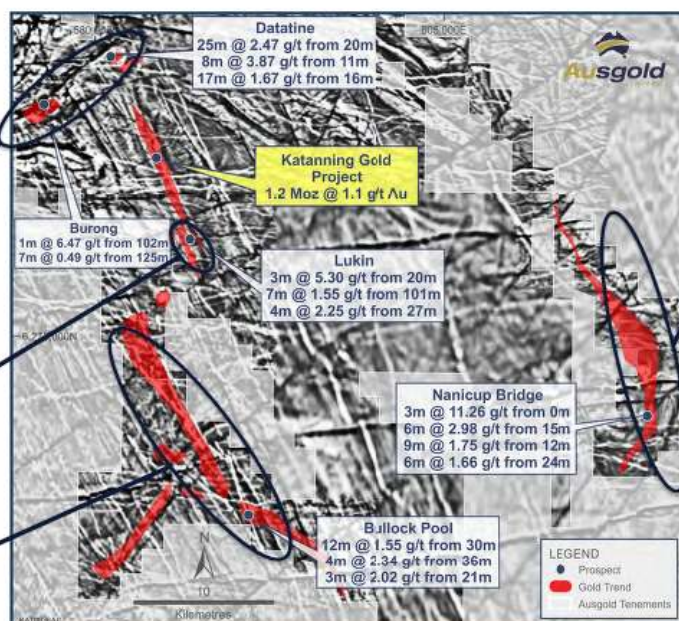 Datatine
25m @ 2.47 g/t from 20m
8m @ 3.87 g/t from 11m
17m @ 1.67 g/t from 16m
Ausgold
Katanning Gold
Project
1.2 Moz @ 1.1 g/t Au
Burong
1m @ 6.47 g/t from 102m
7m @ 0.49 g/t from 125m
Lukin
3m @ 5.30 g/t from 20m
7m @ 1.55 g/t from 101m
4m @ 2.25 g/t from 27m
Nanicup Bridge
3m @ 11.26 g/t from 0m
6m @ 2.98 g/t from 15m
9m @ 1.75 g/t from 12m
6m @ 1.66 g/t from 24m
Bullock Pool
12m @ 1.55 g/t from 30m
4m @ 2.34 g/t from 36m
3m @ 2.02 g/t from 21m
N
10
Kilometres
LEGEND
Prospect
Gold Trend
Ausgold Tenements